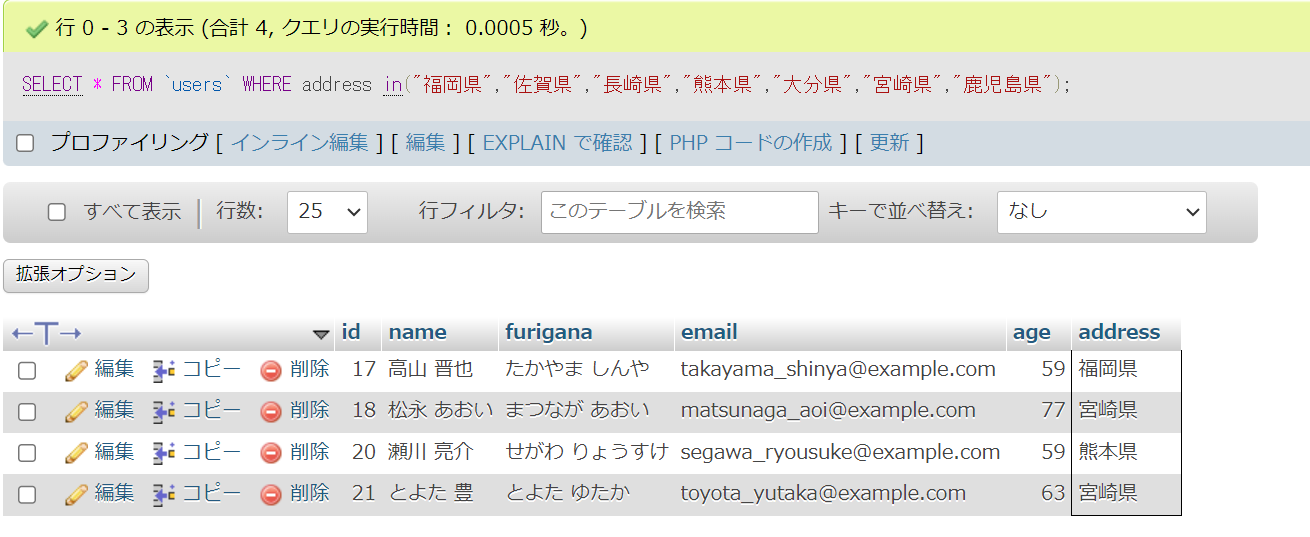 行 0 - 3 の表示 (合計 4, クエリの実行時間： 0.0005 秒。)
SELECT * FROM `users` WHERE address in("福岡県","佐賀県","長崎県","熊本県","大分県","宮崎県","鹿児島県");
プロファイリング [ インライン編集 ] [ 編集 ] [ EXPLAIN で確認 ] [ PHP コードの作成 ] [ 更新 ]
すべて表示 行数: 25 行フィルタ: このテーブルを検索 キーで並べ替え: なし
拡張オプション
←T→ id name furigana email age address
編集 コピー 削除 17 高山 晋也 たかやま しんや takayama_shinya@example.com 59 福岡県
編集 コピー 削除 18 松永 あおい まつなが あおい matsunaga_aoi@example.com 77 宮崎県
編集 コピー 削除 20 瀬川 亮介 せがわ りょうすけ segawa_ryousuke@example.com 59 熊本県
編集 コピー 削除 21 とよた 豊 とよた ゆたか toyota_yutaka@example.com 63 宮崎県